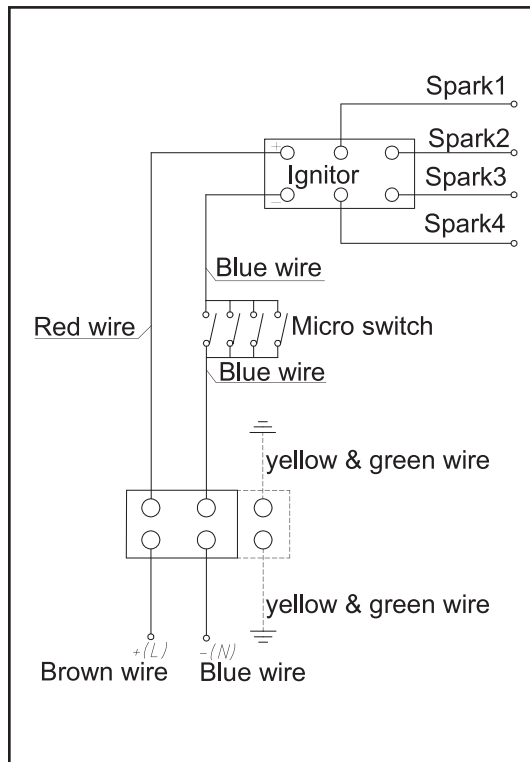 Spark1
Spark2
+
Ignitor
Spark3
−
Spark4
Blue wire
Red wire
Micro switch
Blue wire
yellow & green wire
yellow & green wire
+(L)
-(N)
Brown wire
Blue wire